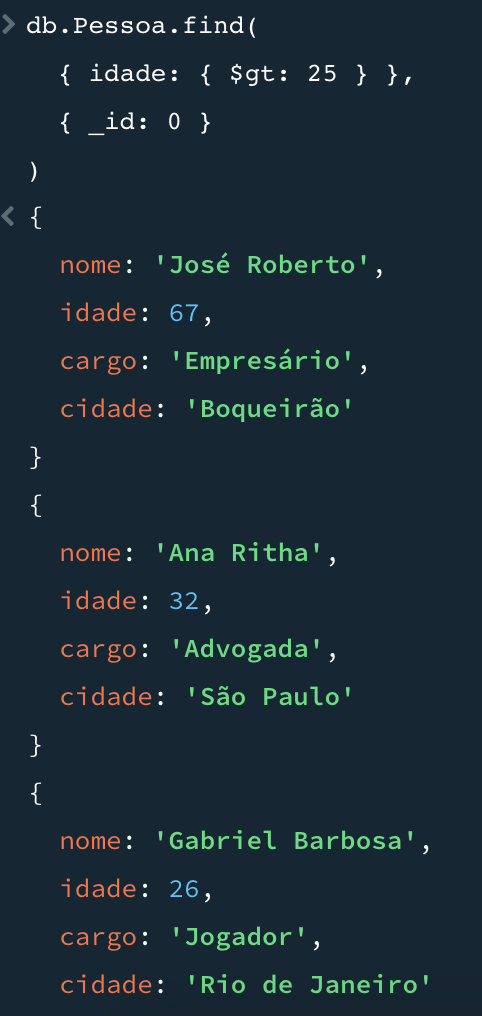 db.Pessoa.find(
{ idade: { $gt: 25 } },
{ _id: 0 }
)
{
nome: 'José Roberto',
idade: 67,
cargo: 'Empresário',
cidade: 'Boqueirão'
}
{
nome: 'Ana Ritha',
idade: 32,
cargo: 'Advogada',
cidade: 'São Paulo'
}
{
nome: 'Gabriel Barbosa',
idade: 26,
cargo: 'Jogador',
cidade: 'Rio de Janeiro'